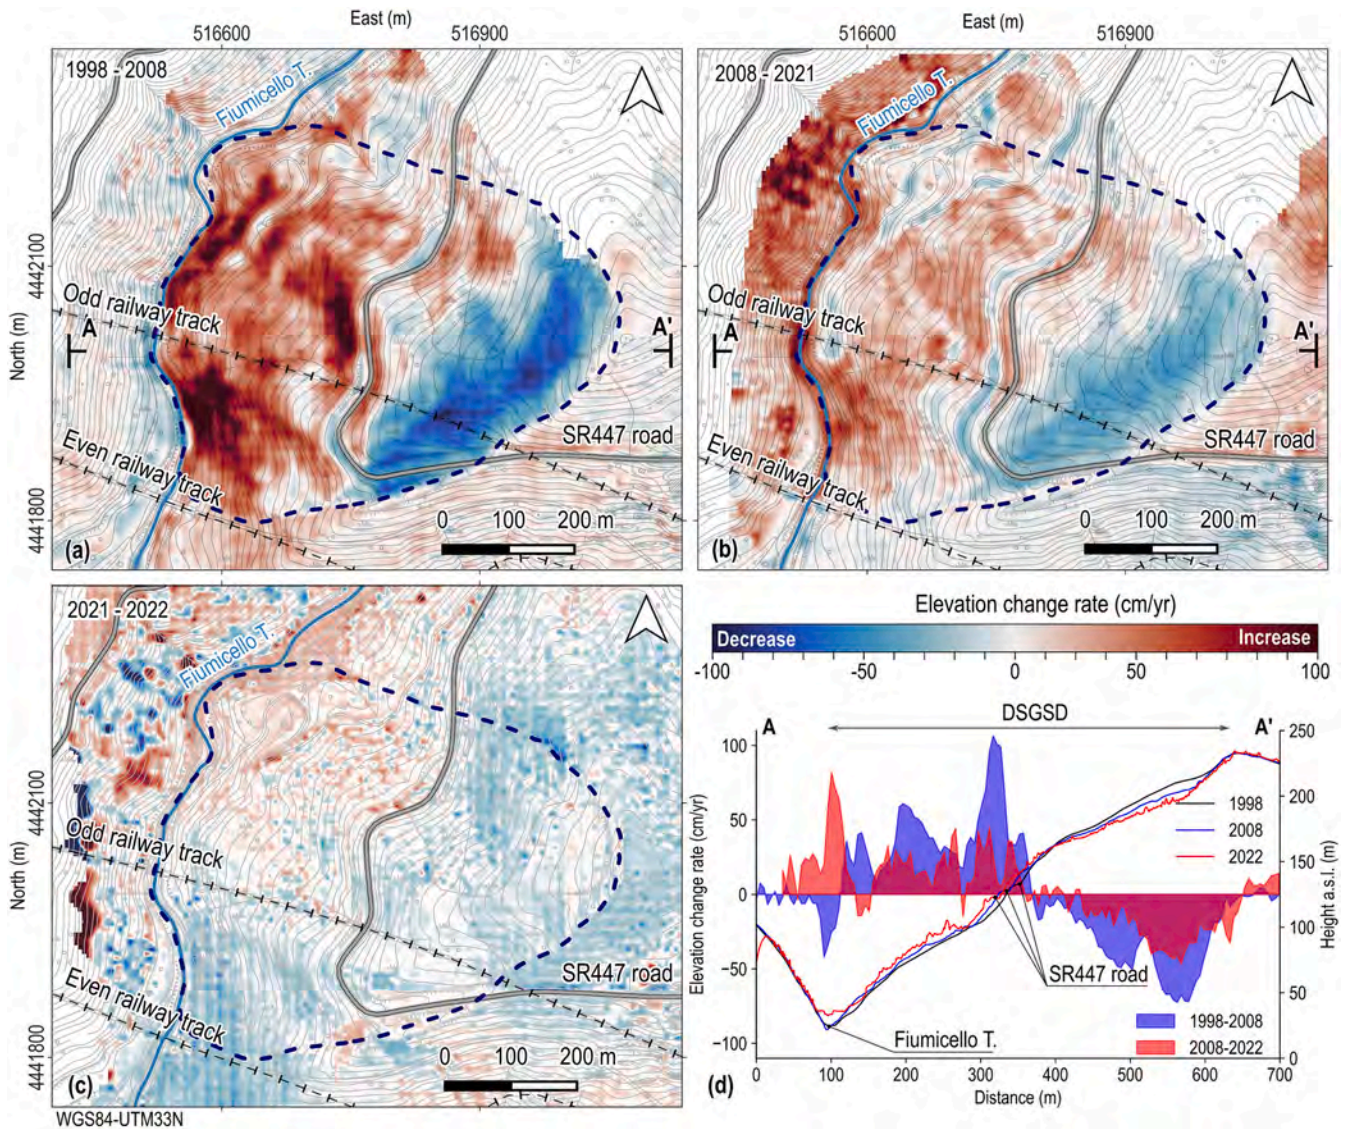 East (m)
516600 516900
1998 - 2008
Fiumicello T.
4442100
Odd railway track
A A'
North (m)
Even railway track
SR447 road
4441800
0 100 200 m
(a)
East (m)
516600 516900
2008 - 2021
Fiumicello T.
Odd railway track
A A'
Even railway track
SR447 road
0 100 200 m
(b)
2021 - 2022
Fiumicello T.
4442100
Odd railway track
North (m)
Even railway track
SR447 road
4441800
0 100 200 m
(c)
WGS84-UTM33N
Elevation change rate (cm/yr)
Decrease Increase
-100 -50 0 50 100
DSGSD
A A'
100
50
0
−50
−100
Elevation change rate (cm/yr)
250
200
150
100
50
0
Height a.s.l. (m)
1998
2008
2022
SR447 road
Fiumicello T.
1998-2008
2008-2022
(d)
0 100 200 300 400 500 600 700
Distance (m)